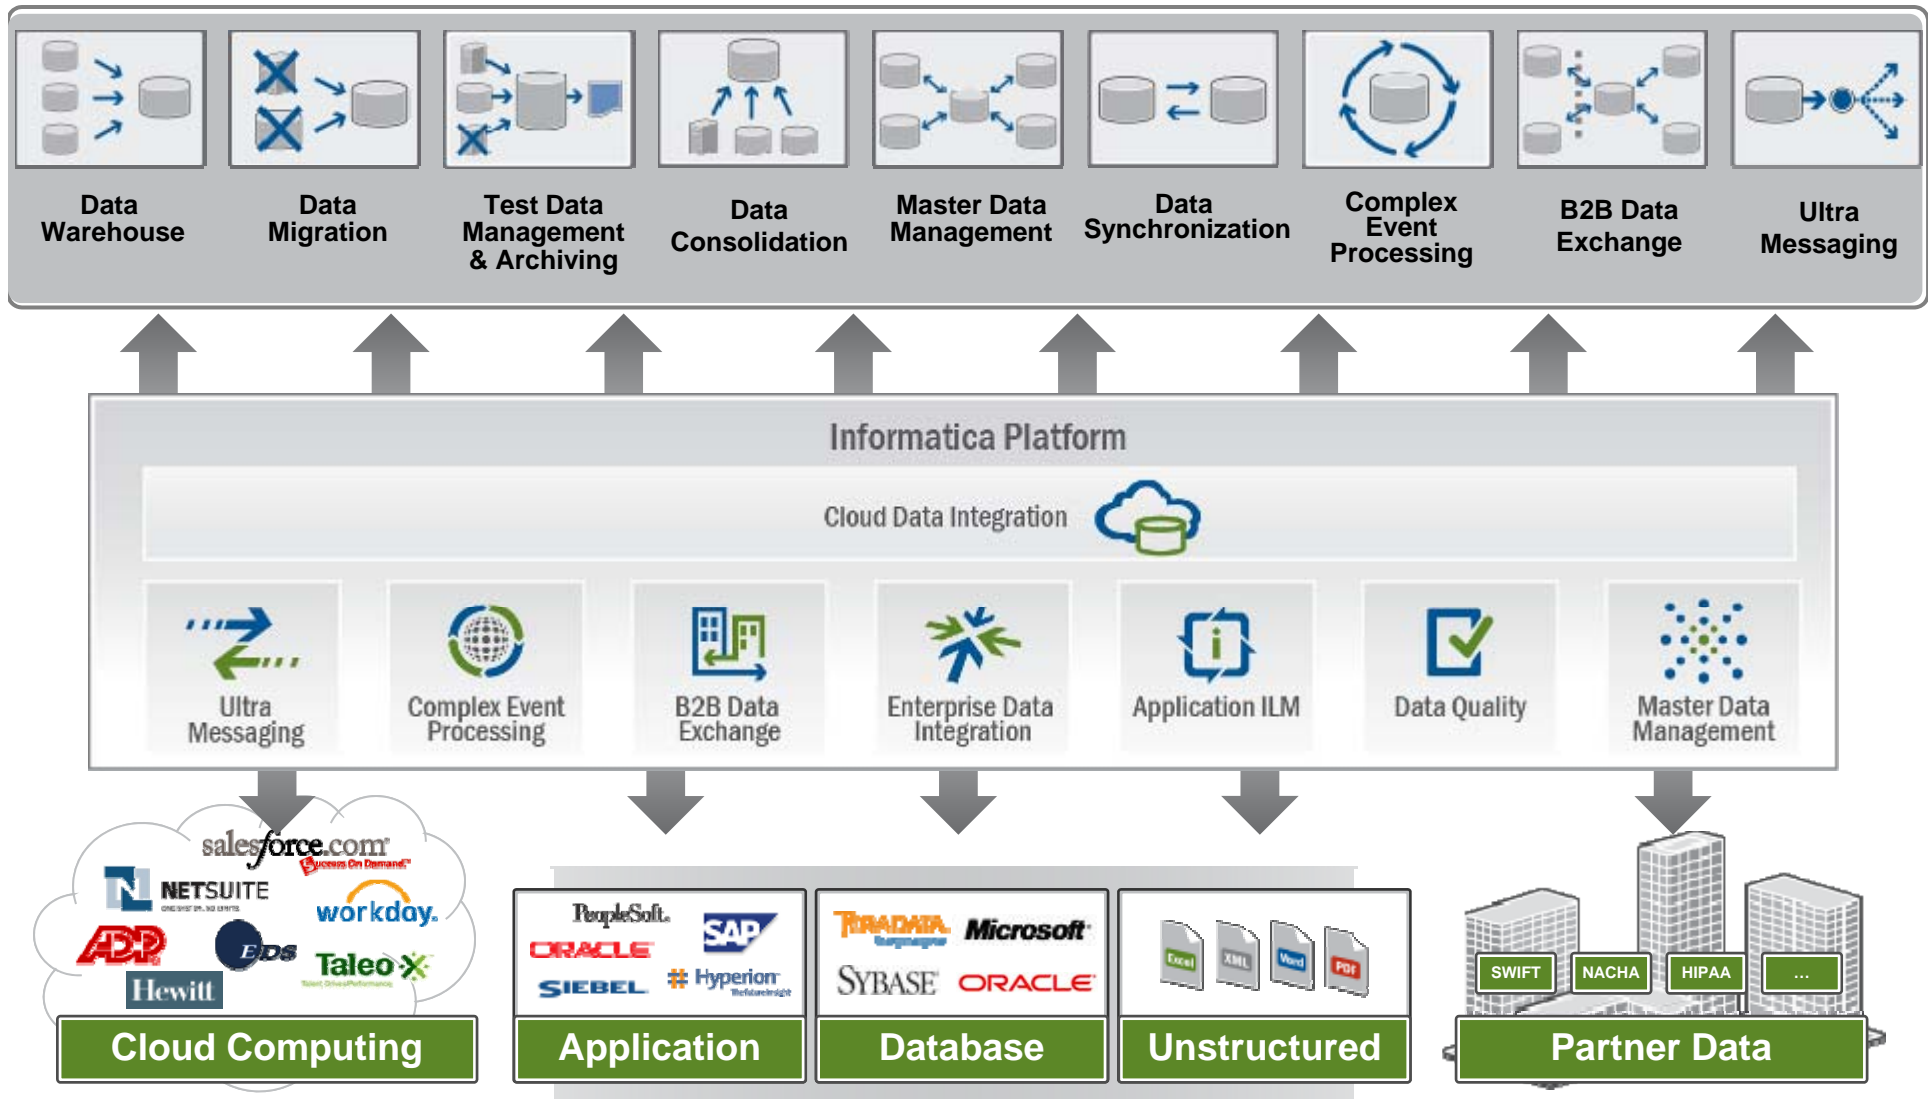 Data
Warehouse
Data
Migration
Test Data
Management
& Archiving
Data
Consolidation
Master Data
Management
Data
Synchronization
Complex
Event
Processing
B2B Data
Exchange
Ultra
Messaging
Informatica Platform
Cloud Data Integration
Ultra
Messaging
Complex Event
Processing
B2B Data
Exchange
Enterprise Data
Integration
Application ILM
Data Quality
Master Data
Management
salesforce.com
Success On Demand.
NETSUITE
workday.
ADP
EDS
Taleo
Hewitt
Cloud Computing
PeopleSoft.
SAP
ORACLE
SIEBEL
Hyperion
Application
TERADATA
Microsoft
SYBASE
ORACLE
Database
Excel
XML
Word
PDF
Unstructured
SWIFT
NACHA
HIPAA
...
Partner Data